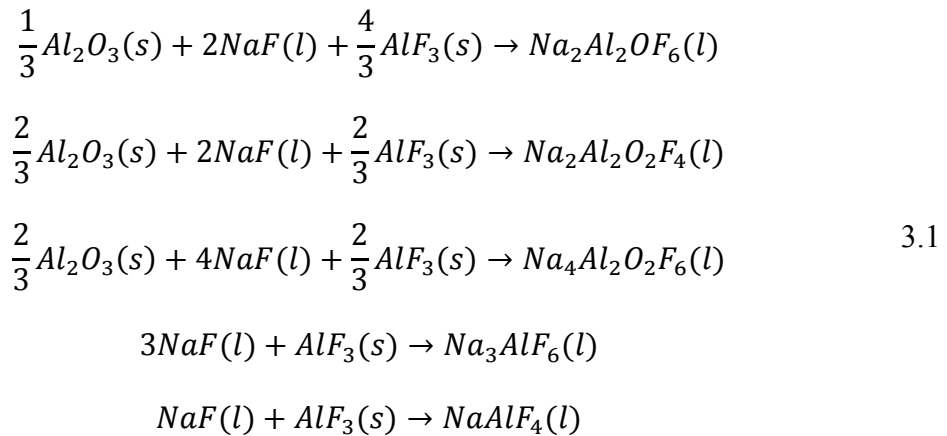 1/3 Al₂O₃(s) + 2NaF(l) + 4/3 AlF₃(s) → Na₂Al₂OF₆(l)
2/3 Al₂O₃(s) + 2NaF(l) + 2/3 AlF₃(s) → Na₂Al₂O₂F₄(l)
2/3 Al₂O₃(s) + 4NaF(l) + 2/3 AlF₃(s) → Na₄Al₂O₂F₆(l)
3.1
3NaF(l) + AlF₃(s) → Na₃AlF₆(l)
NaF(l) + AlF₃(s) → NaAlF₄(l)